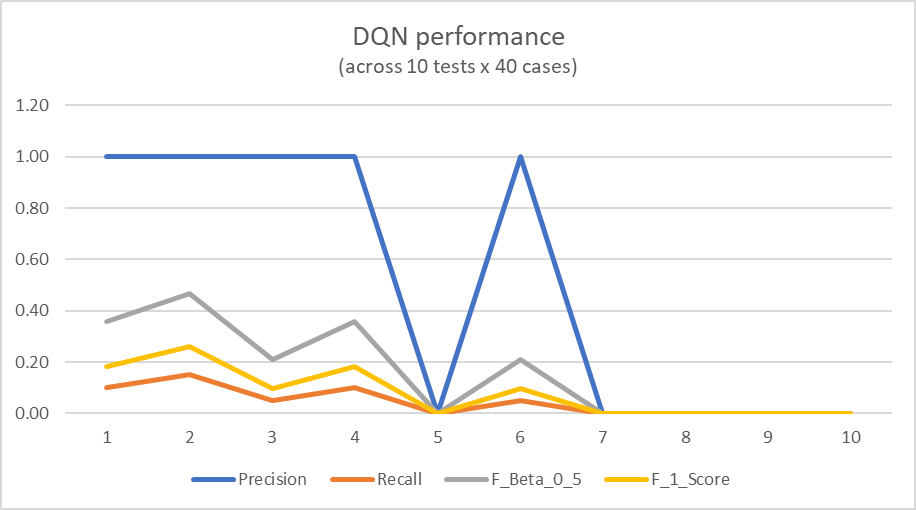 DQN performance
(across 10 tests x 40 cases)
1.20
1.00
0.80
0.60
0.40
0.20
0.00
1 2 3 4 5 6 7 8 9 10
Precision Recall F_Beta_0_5 F_1_Score